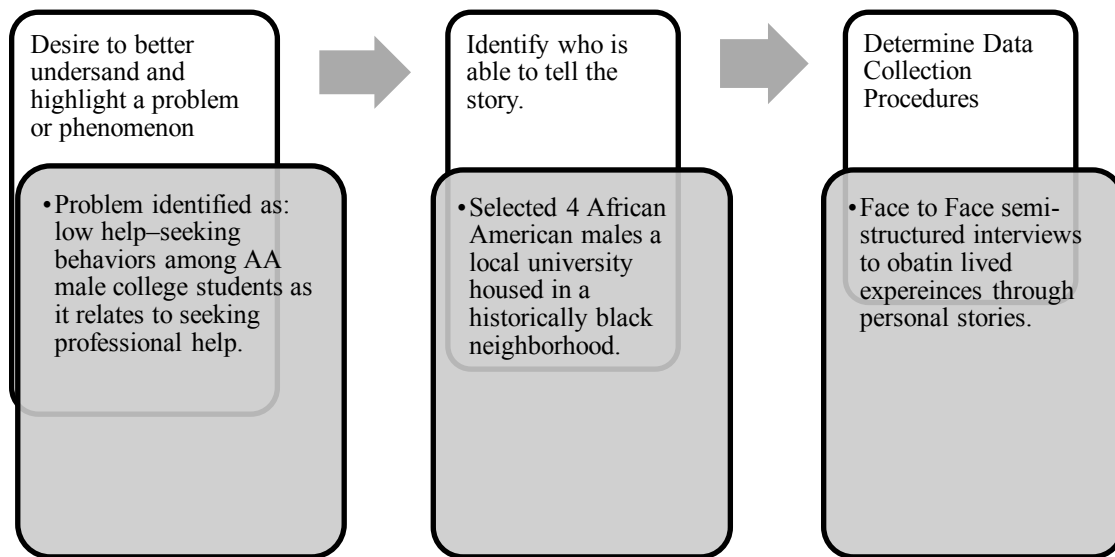 Desire to better
undersand and
highlight a problem
or phenomenon
•Problem identified as:
low help–seeking
behaviors among AA
male college students as
it relates to seeking
professional help.
Identify who is
able to tell the
story.
•Selected 4 African
American males a
local university
housed in a
historically black
neighborhood.
Determine Data
Collection
Procedures
•Face to Face semi-
structured interviews
to obatin lived
expereinces through
personal stories.